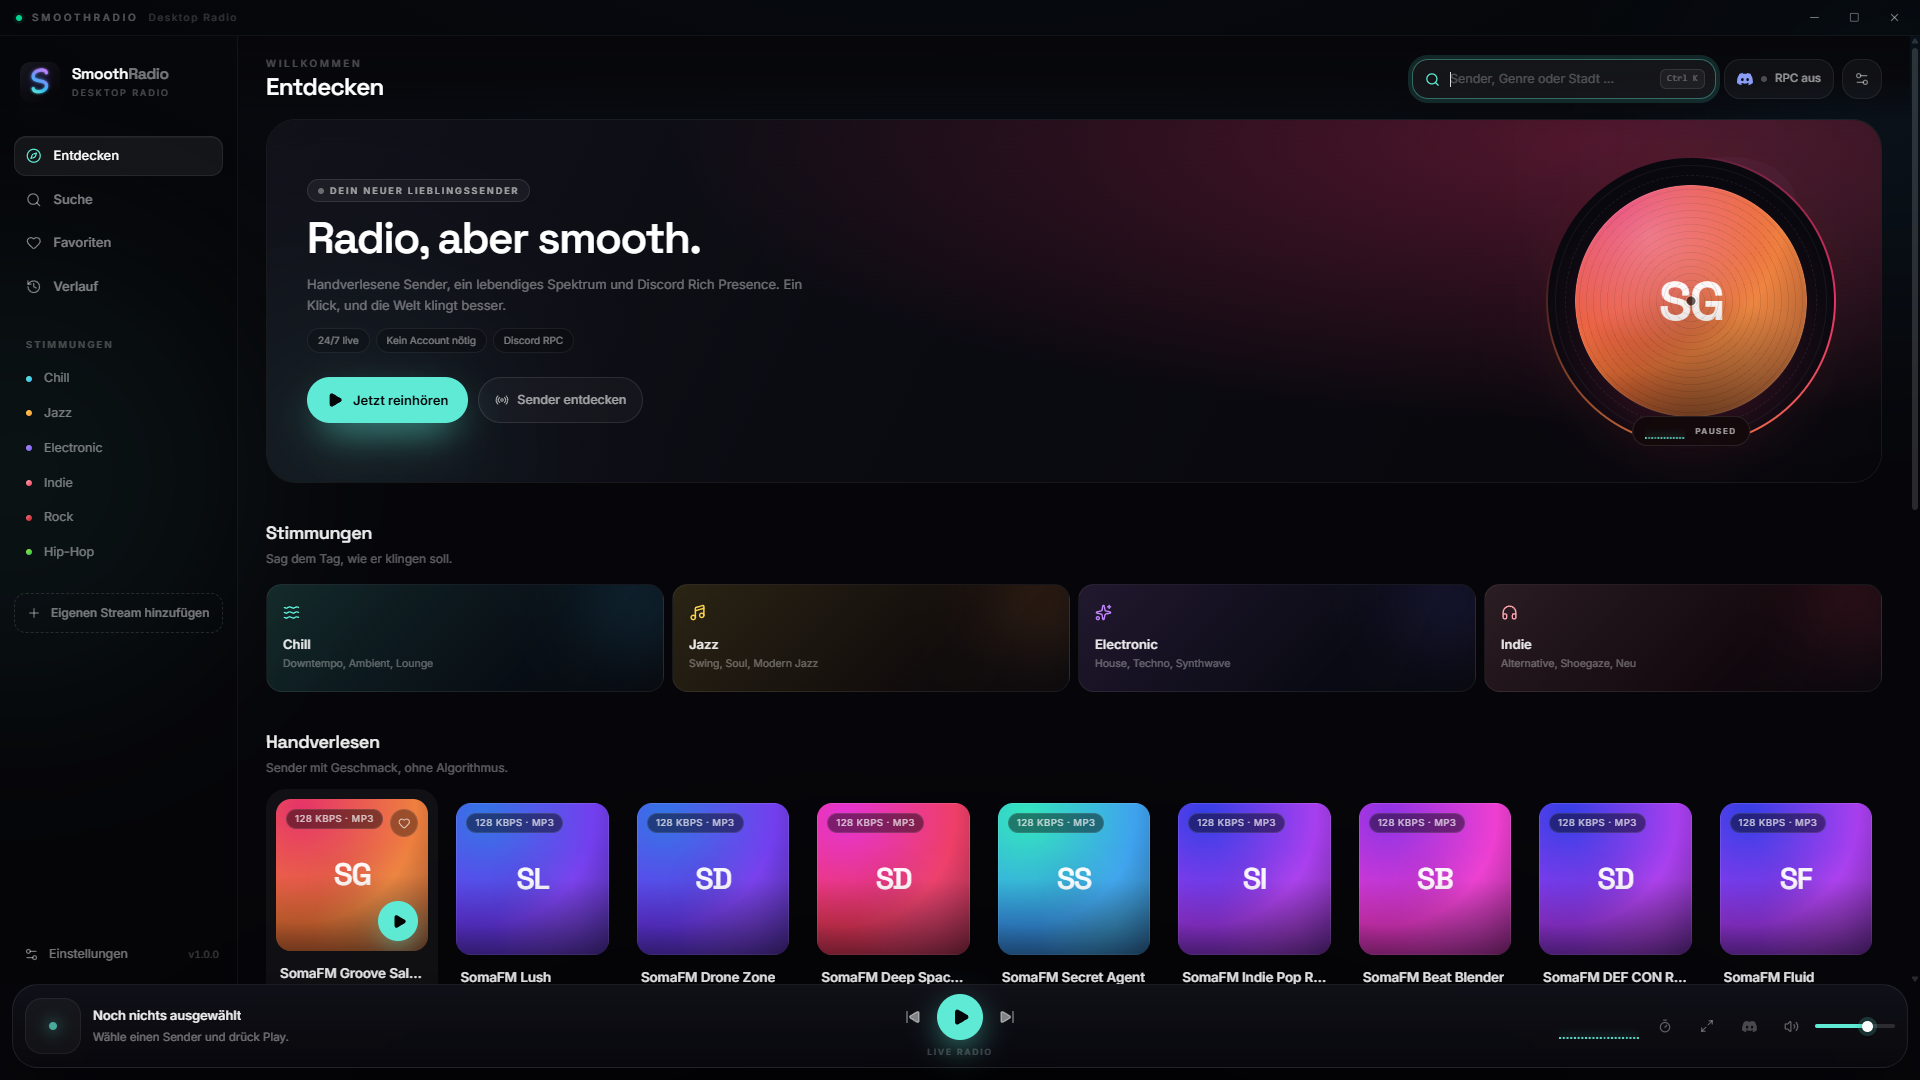 SMOOTHRADIO Desktop Radio
SmoothRadio
DESKTOP RADIO
Entdecken
Suche
Favoriten
Verlauf
STIMMUNGEN
Chill
Jazz
Electronic
Indie
Rock
Hip-Hop
Eigenen Stream hinzufügen
Einstellungen v1.0.0
WILLKOMMEN
Entdecken
Sender, Genre oder Stadt ... Ctrl K
RPC aus
DEIN NEUER LIEBLINGSSENDER
Radio, aber smooth.
Handverlesene Sender, ein lebendiges Spektrum und Discord Rich Presence. Ein
Klick, und die Welt klingt besser.
24/7 live Kein Account nötig Discord RPC
Jetzt reinhören Sender entdecken
SG
PAUSED
Stimmungen
Sag dem Tag, wie er klingen soll.
Chill
Downtempo, Ambient, Lounge
Jazz
Swing, Soul, Modern Jazz
Electronic
House, Techno, Synthwave
Indie
Alternative, Shoegaze, Neu
Handverlesen
Sender mit Geschmack, ohne Algorithmus.
128 KBPS · MP3
SG
SomaFM Groove Sal...
128 KBPS · MP3
SL
SomaFM Lush
128 KBPS · MP3
SD
SomaFM Drone Zone
128 KBPS · MP3
SD
SomaFM Deep Spac...
128 KBPS · MP3
SS
SomaFM Secret Agent
128 KBPS · MP3
SI
SomaFM Indie Pop R...
128 KBPS · MP3
SB
SomaFM Beat Blender
128 KBPS · MP3
SD
SomaFM DEF CON R...
128 KBPS · MP3
SF
SomaFM Fluid
Noch nichts ausgewählt
Wähle einen Sender und drück Play.
LIVE RADIO